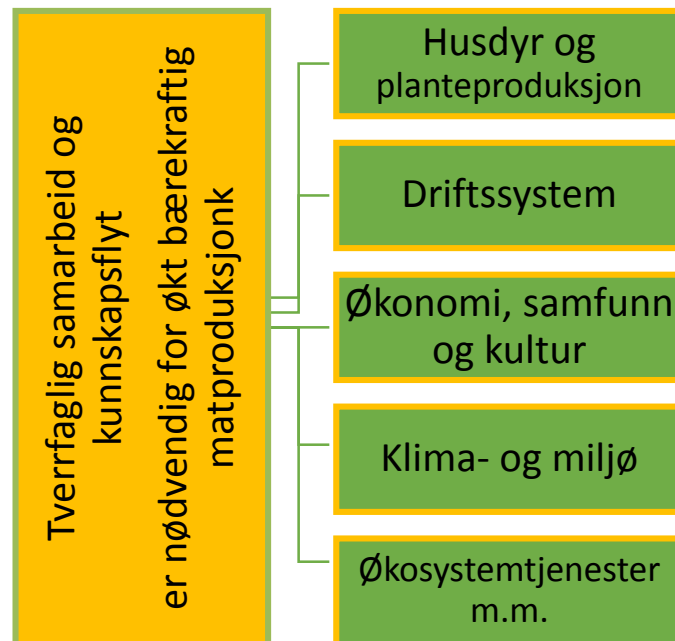 Tverrfaglig samarbeid og
kunnskapsflyt
er nødvendig for økt bærekraftig
matproduksjonk
Husdyr og
planteproduksjon
Driftssystem
Økonomi, samfunn
og kultur
Klima- og miljø
Økosystemtjenester
m.m.